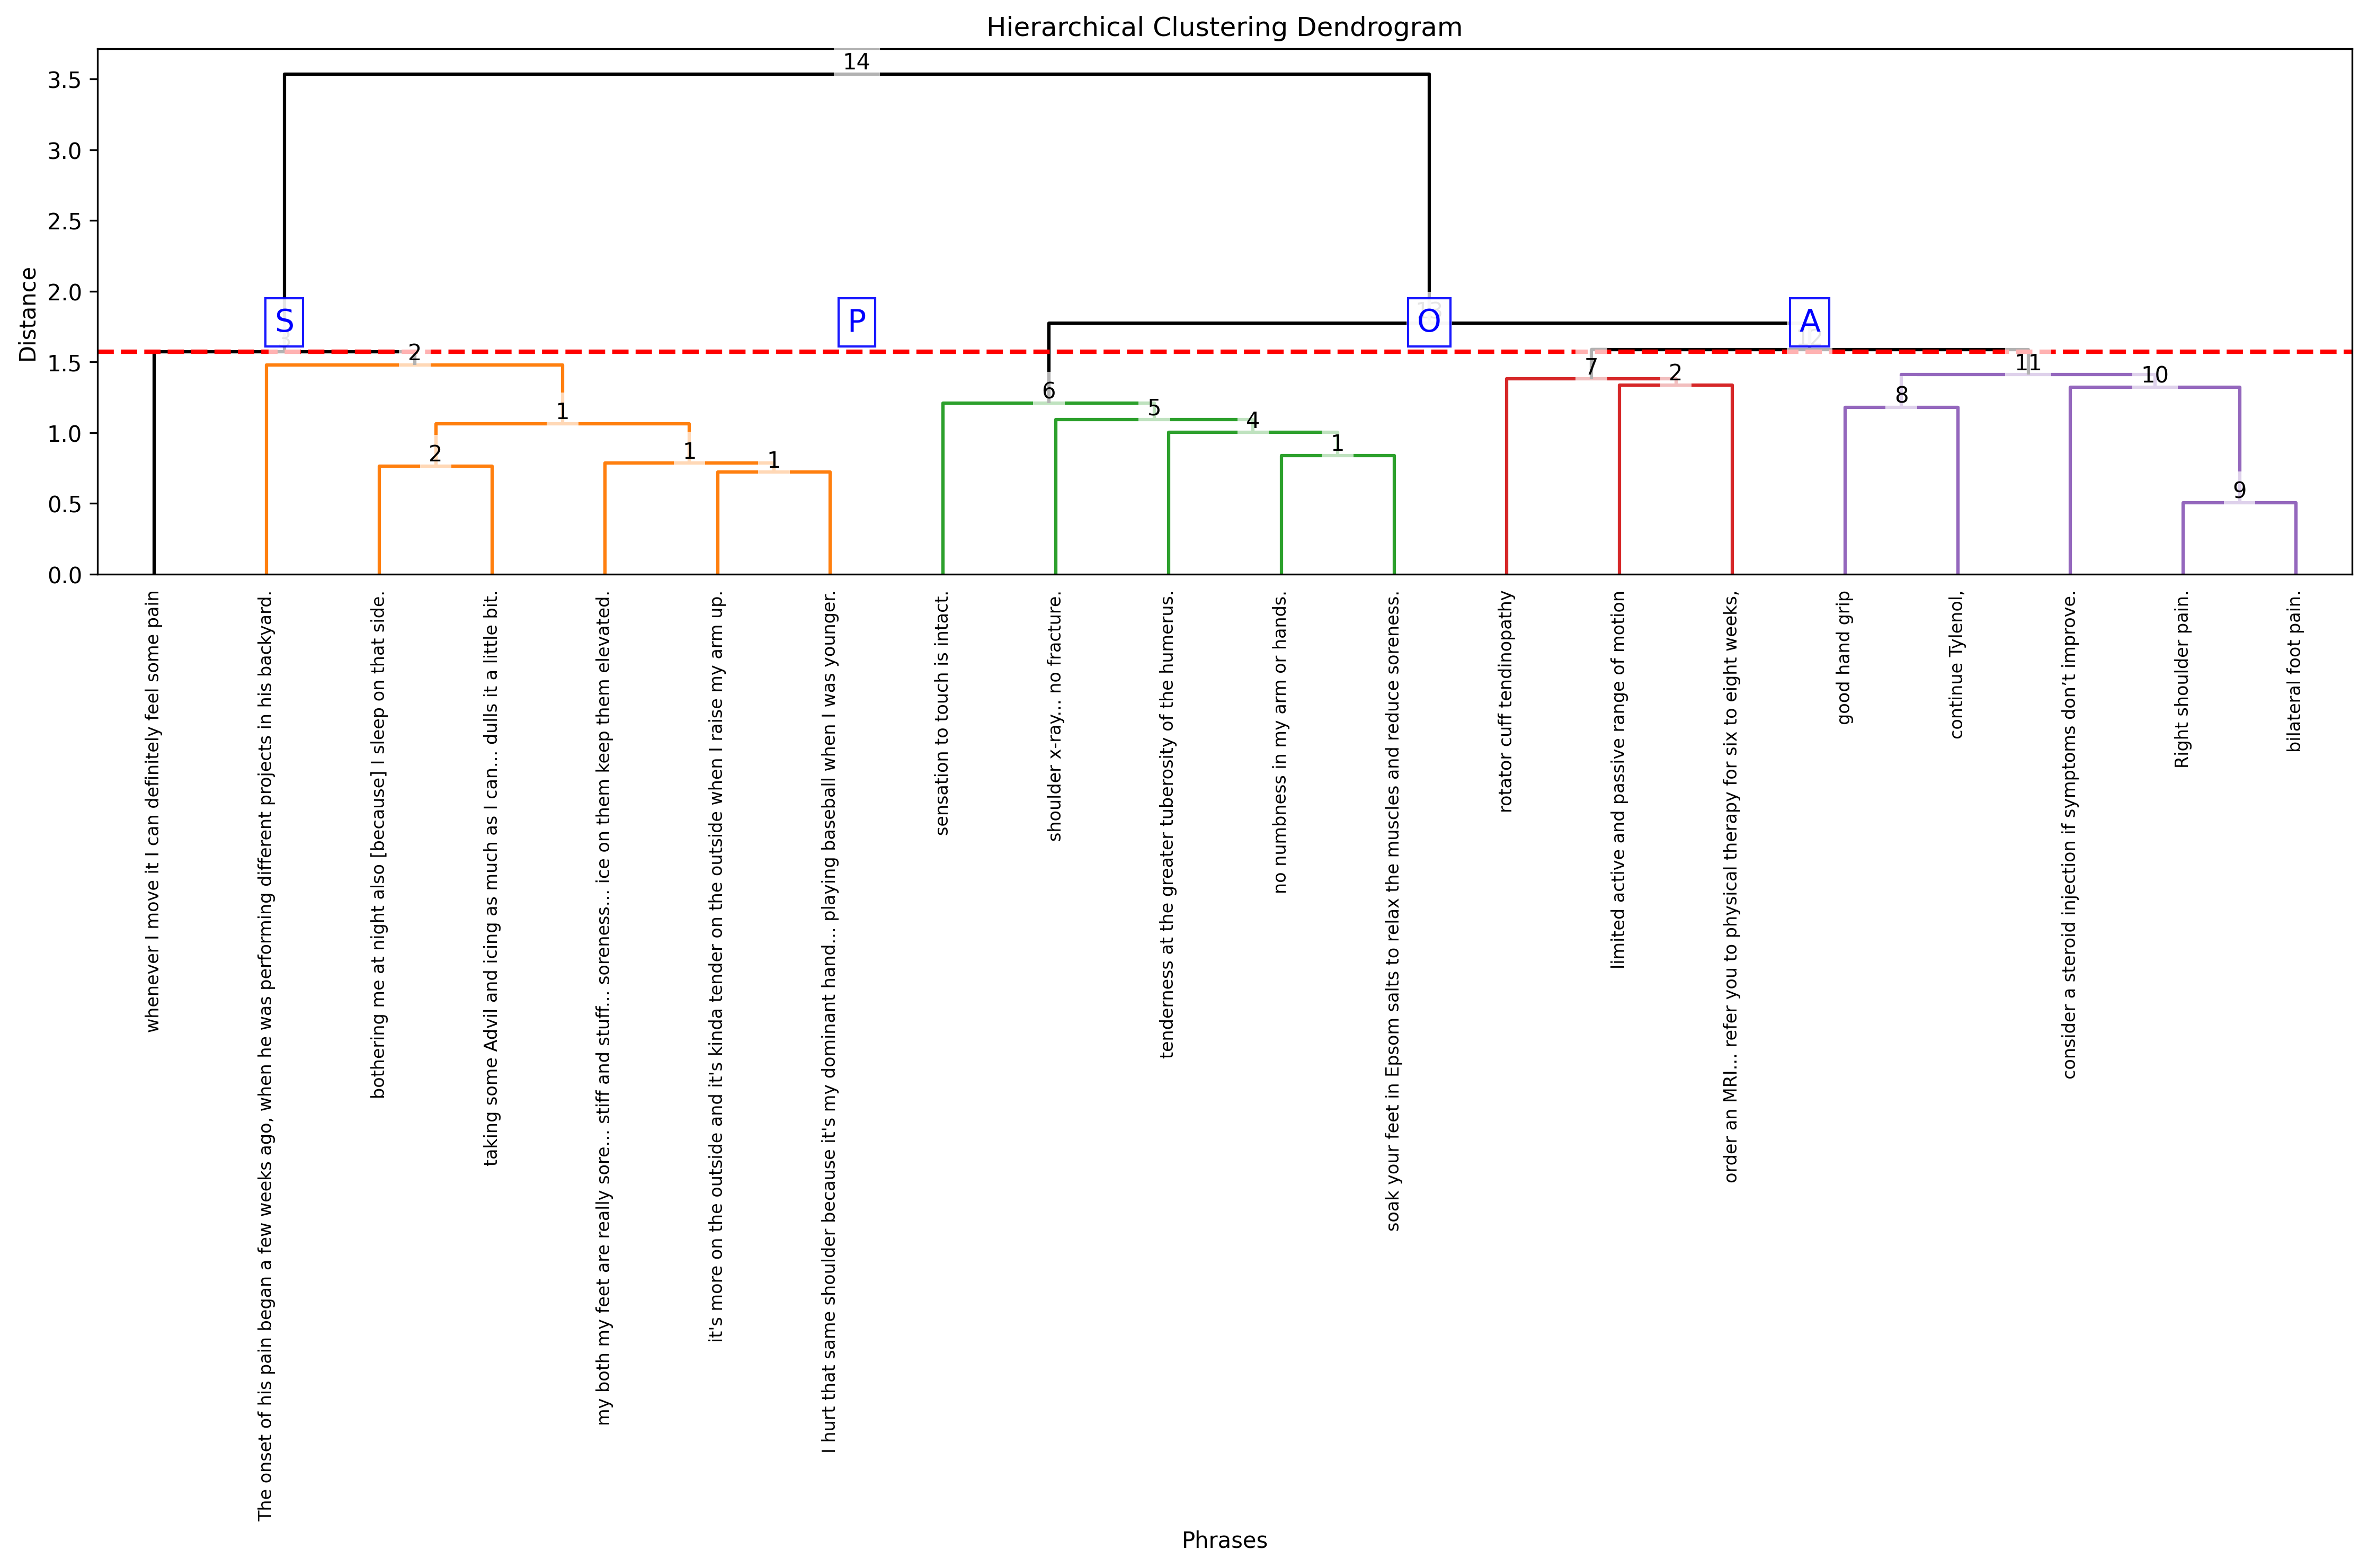 Hierarchical Clustering Dendrogram
Distance
3.5
3.0
2.5
2.0
1.5
1.0
0.5
0.0
14
S
P
O
A
2
1
2
1
1
6
5
4
1
7
2
11
10
8
9
whenever I move it I can definitely feel some pain
The onset of his pain began a few weeks ago, when he was performing different projects in his backyard.
bothering me at night also [because] I sleep on that side.
taking some Advil and icing as much as I can... dulls it a little bit.
my both my feet are really sore... stiff and stuff... soreness... ice on them keep them elevated.
it's more on the outside and it's kinda tender on the outside when I raise my arm up.
I hurt that same shoulder because it's my dominant hand... playing baseball when I was younger.
sensation to touch is intact.
shoulder x-ray... no fracture.
tenderness at the greater tuberosity of the humerus.
no numbness in my arm or hands.
soak your feet in Epsom salts to relax the muscles and reduce soreness.
rotator cuff tendinopathy
limited active and passive range of motion
order an MRI... refer you to physical therapy for six to eight weeks,
good hand grip
continue Tylenol,
consider a steroid injection if symptoms don’t improve.
Right shoulder pain.
bilateral foot pain.
Phrases